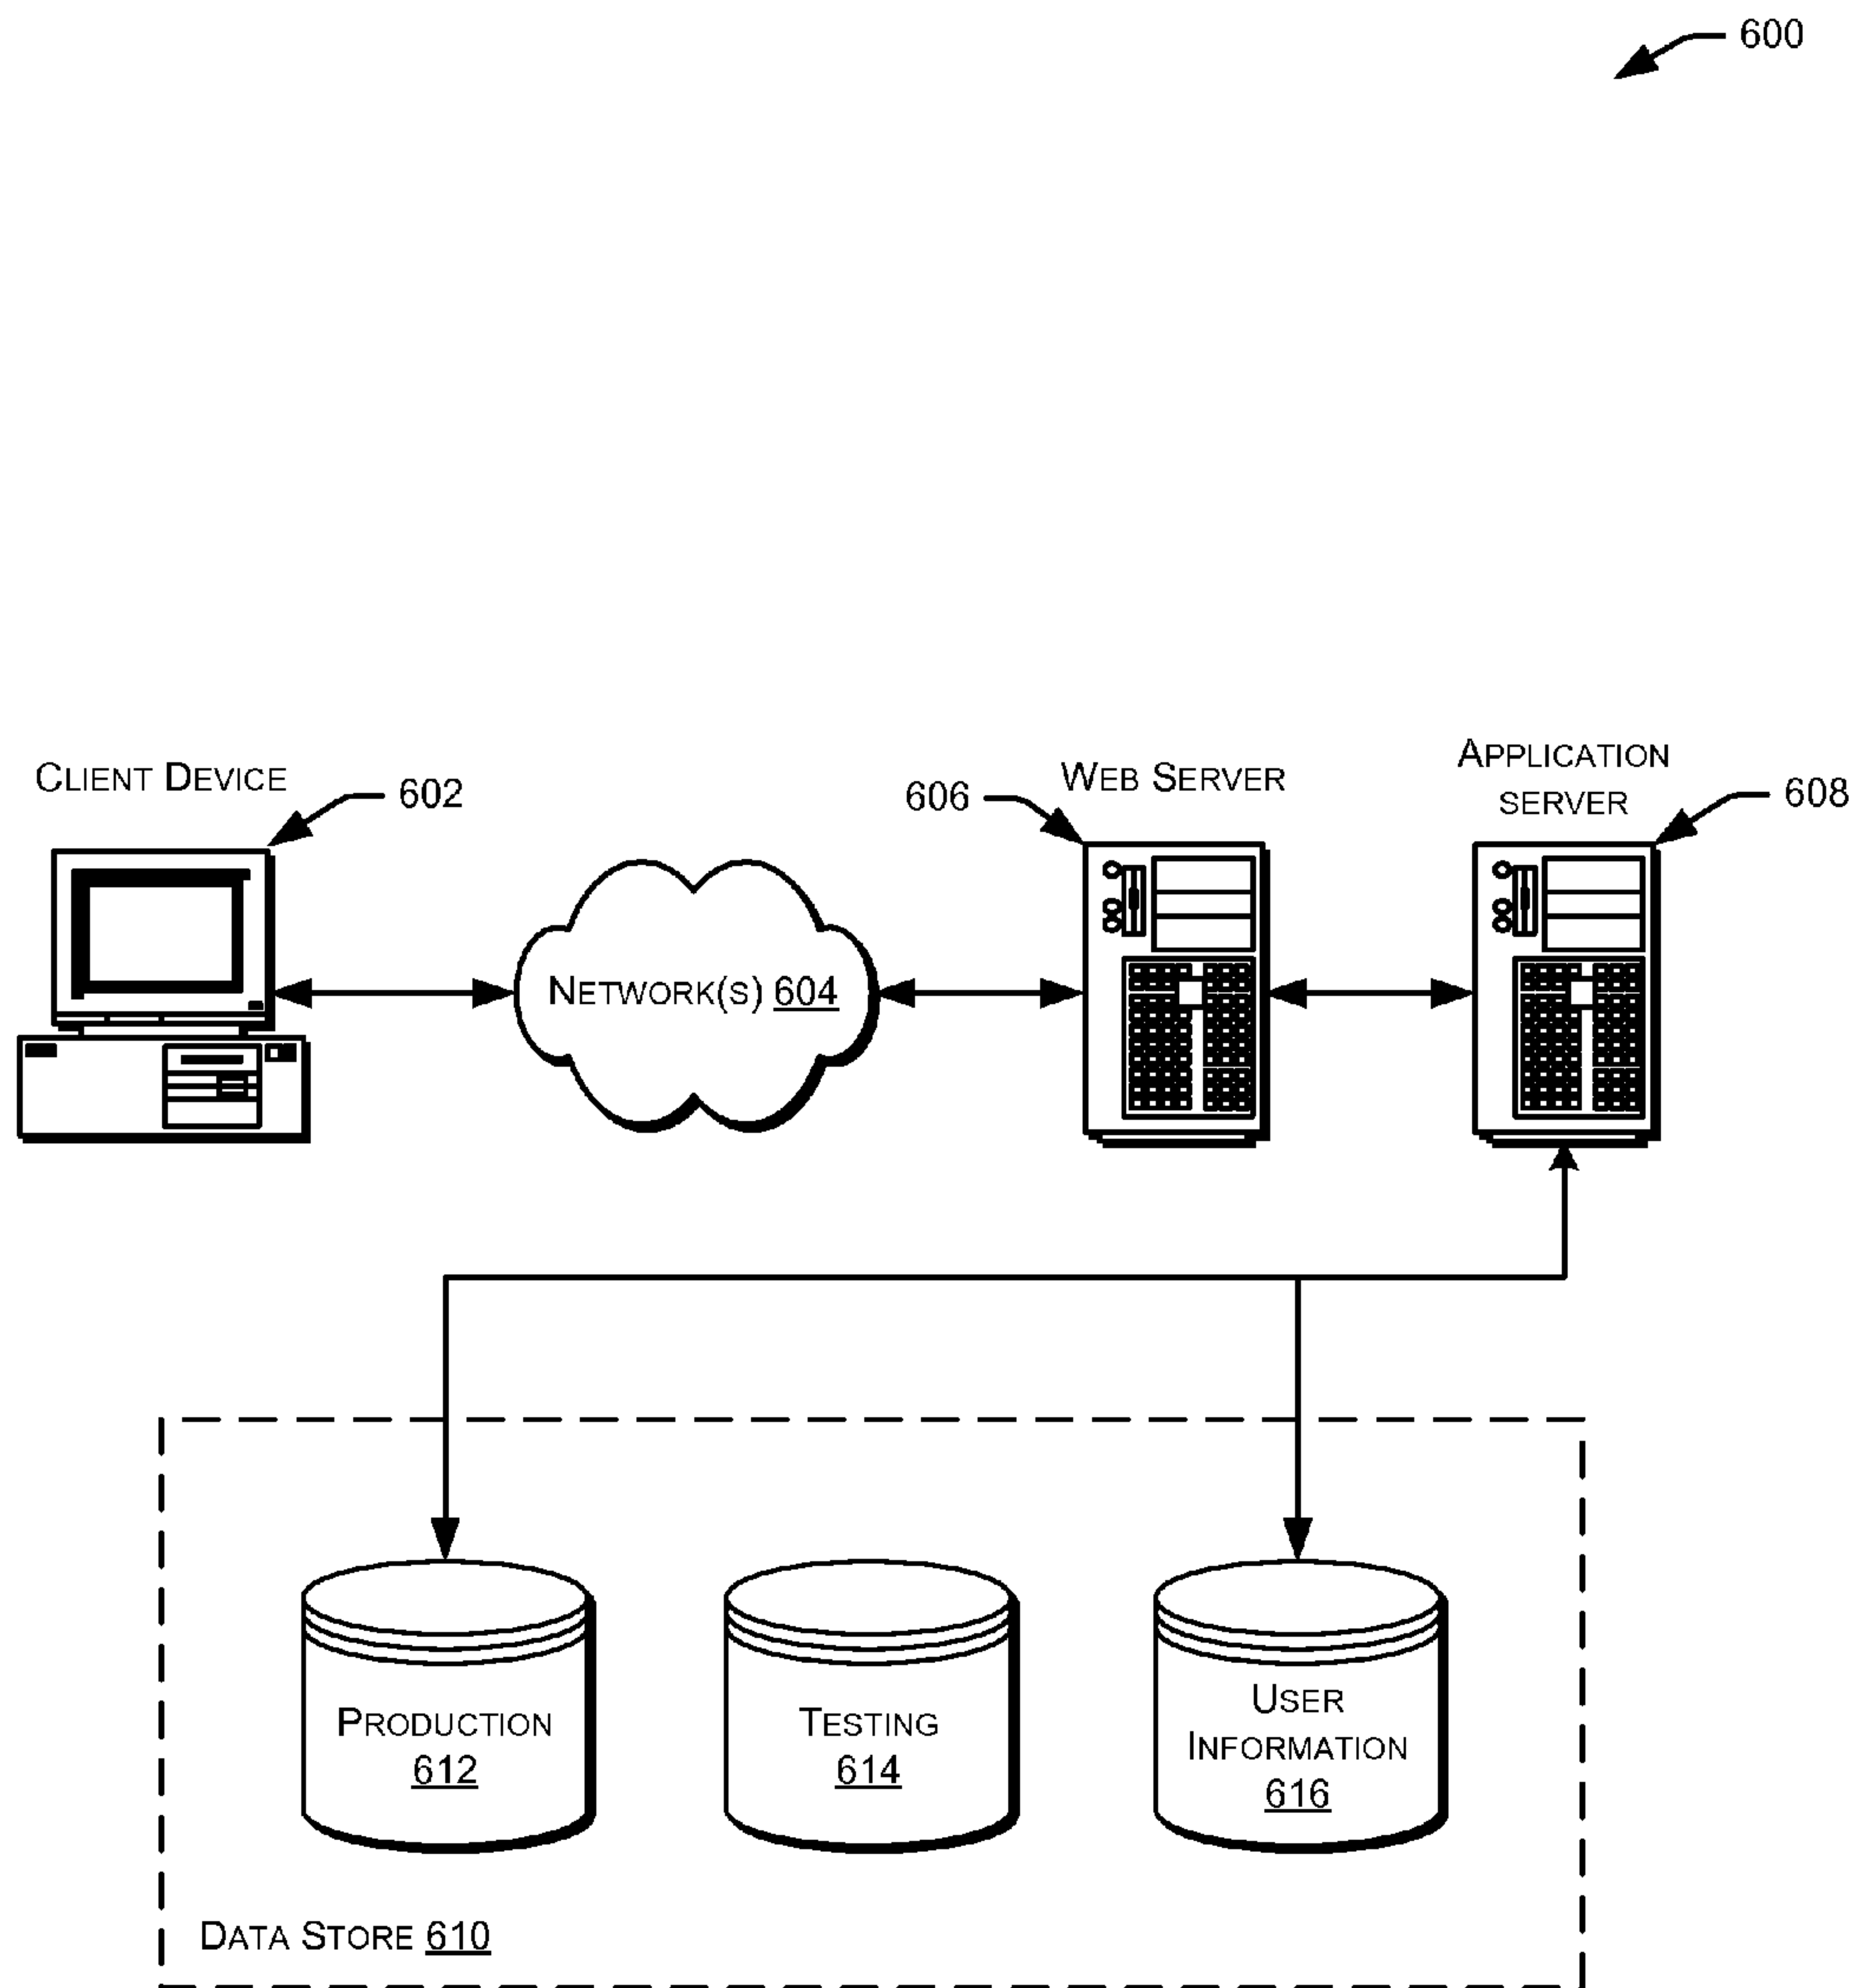 600
CLIENT DEVICE
602
606
WEB SERVER
APPLICATION
SERVER
608
NETWORK(S) 604
PRODUCTION
612
TESTING
614
USER
INFORMATION
616
DATA STORE 610